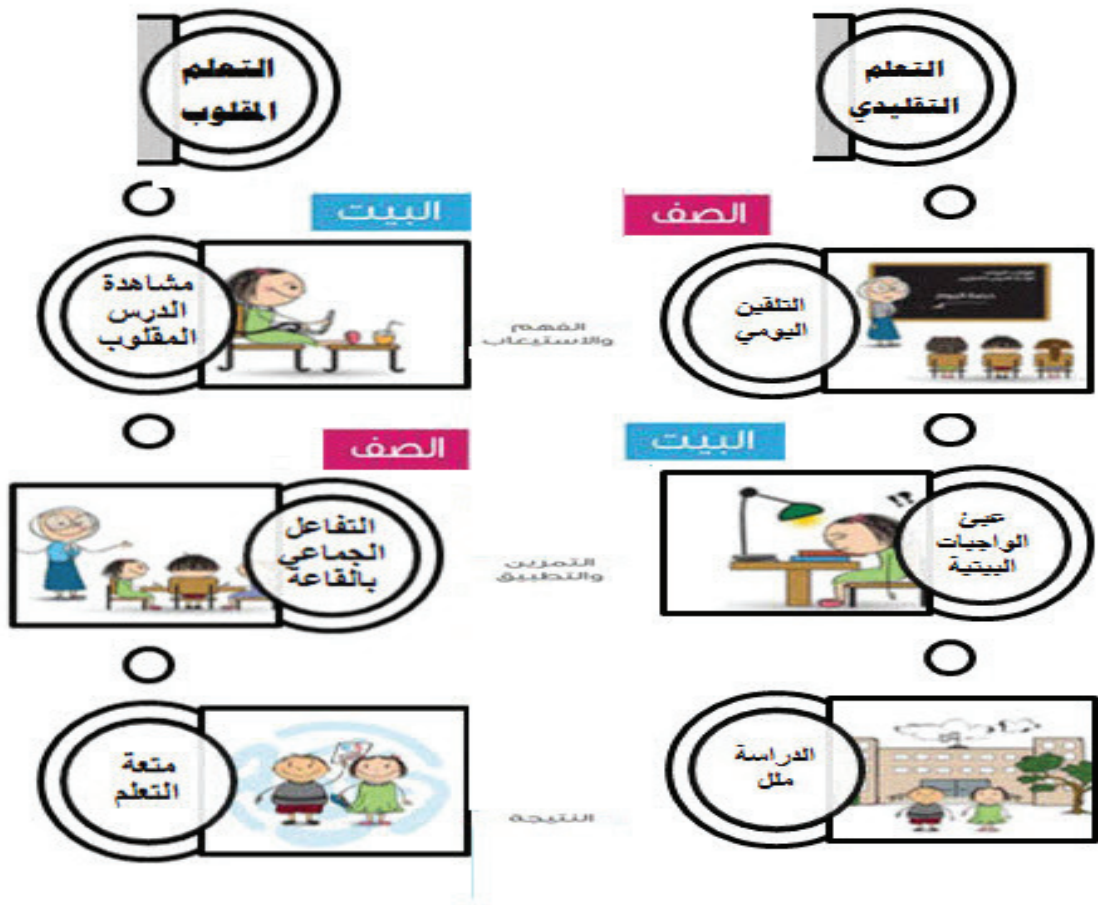 التعلم
التقليدي
التعلم
المقلوب
الصف
البيت
التلقين
اليومي
الفهم
والاستيعاب
مشاهدة
الدرس
المقلوب
البيت
الصف
عبئ
الواجبات
البيتية
!?
التمرين
والتطبيق
التفاعل
الجماعي
بالقاعة
الدراسة
ملل
النتيجة
متعة
التعلم